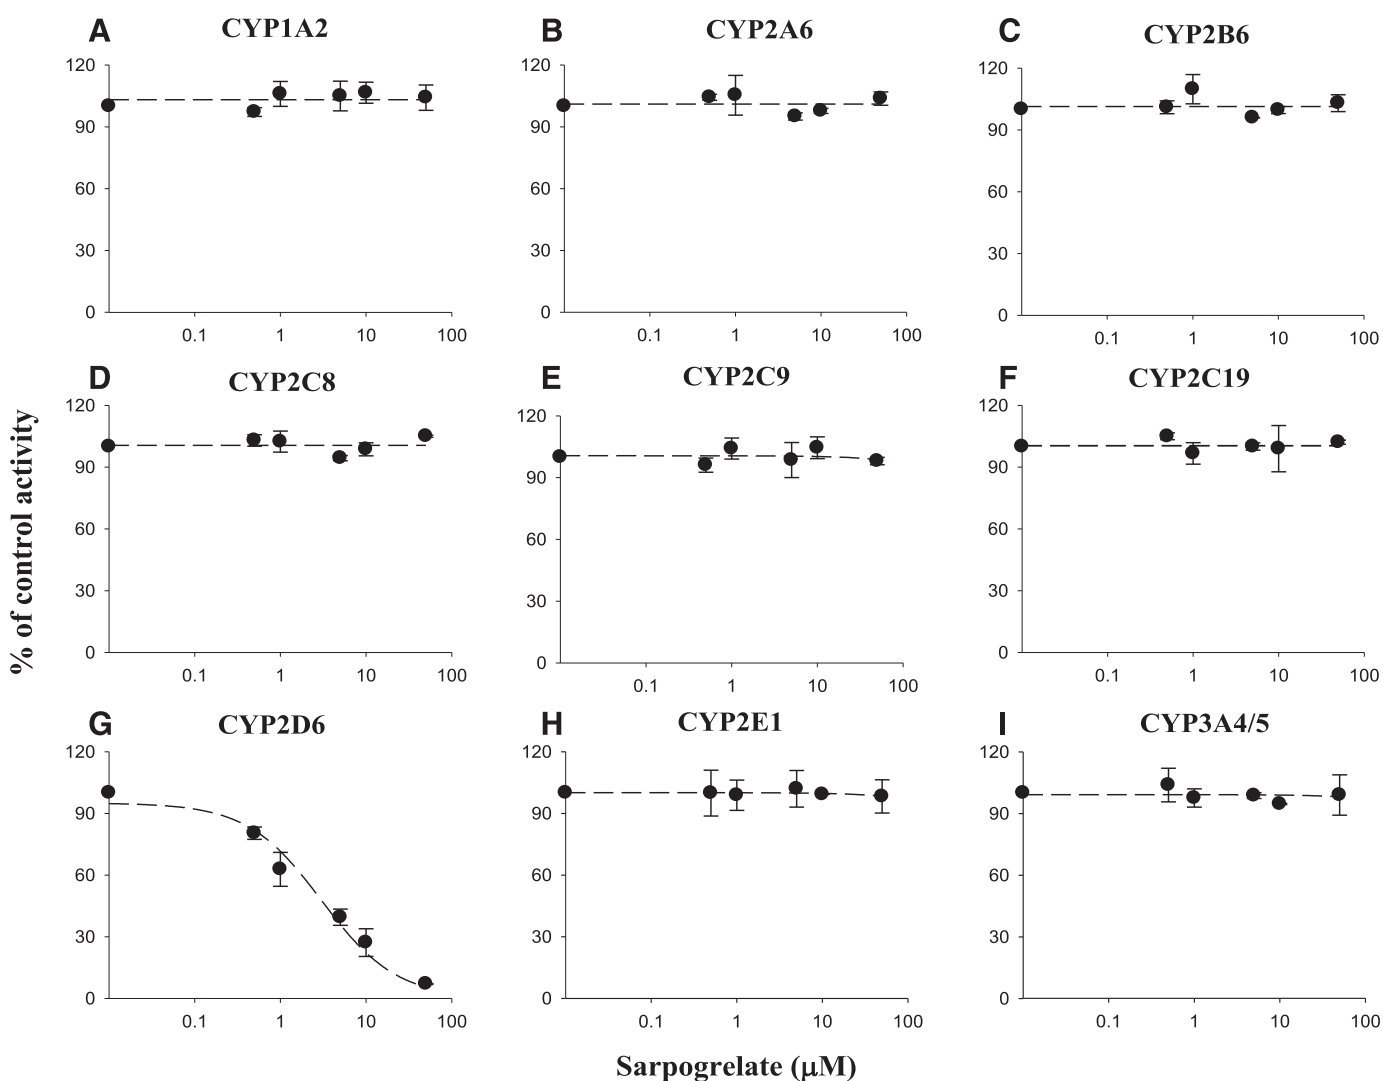 A CYP1A2
B CYP2A6
C CYP2B6
120
90
60
30
0
0.1 1 10 100
120
90
60
30
0
0.1 1 10 100
120
90
60
30
0
0.1 1 10 100
D CYP2C8
E CYP2C9
F CYP2C19
120
90
60
30
0
0.1 1 10 100
120
90
60
30
0
0.1 1 10 100
120
90
60
30
0
0.1 1 10 100
G CYP2D6
H CYP2E1
I CYP3A4/5
120
90
60
30
0
0.1 1 10 100
120
90
60
30
0
0.1 1 10 100
120
90
60
30
0
0.1 1 10 100
% of control activity
Sarpogrelate (μM)